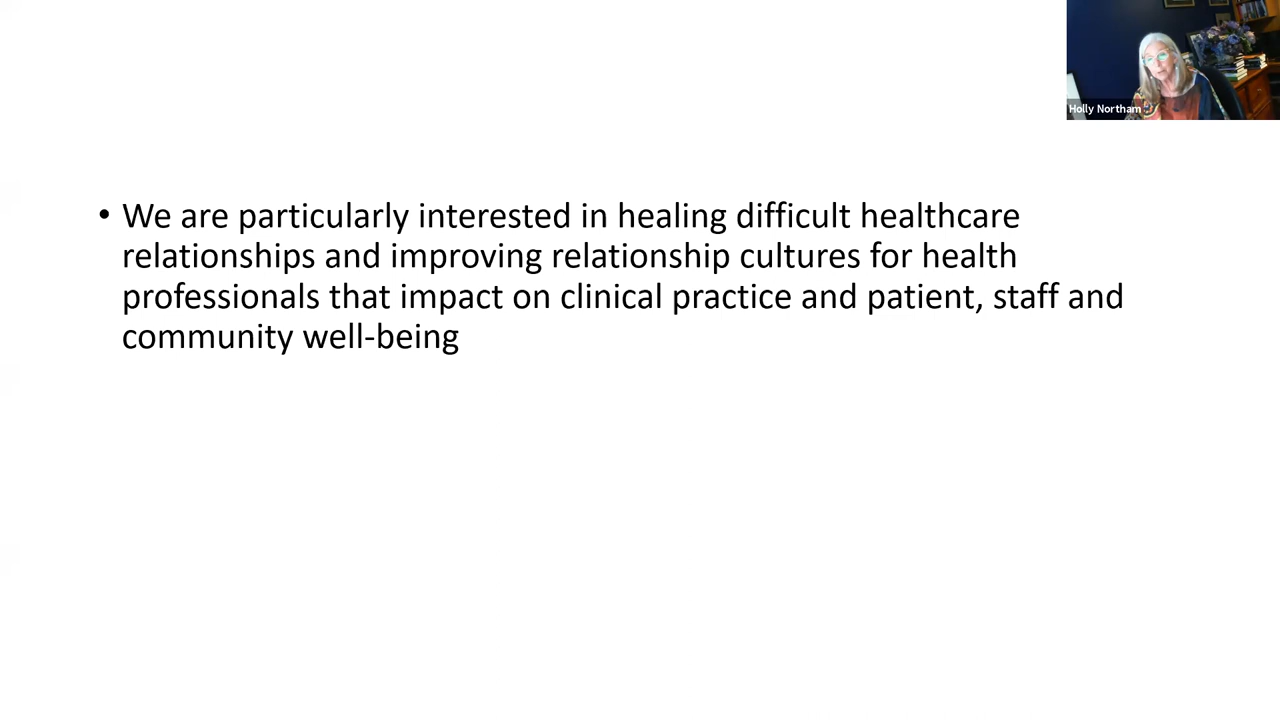 Holly Northam
• We are particularly interested in healing difficult healthcare
relationships and improving relationship cultures for health
professionals that impact on clinical practice and patient, staff and
community well-being